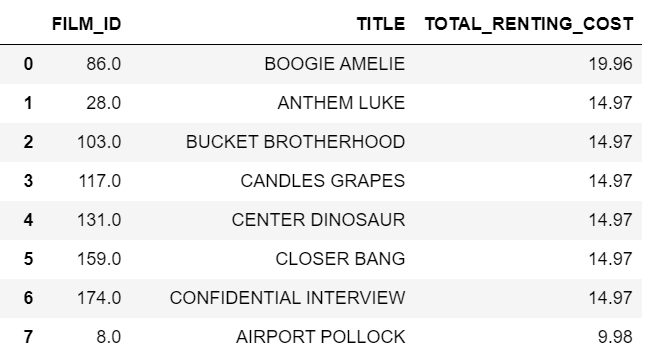 FILM_ID TITLE TOTAL_RENTING_COST
0 86.0 BOOGIE AMELIE 19.96
1 28.0 ANTHEM LUKE 14.97
2 103.0 BUCKET BROTHERHOOD 14.97
3 117.0 CANDLES GRAPES 14.97
4 131.0 CENTER DINOSAUR 14.97
5 159.0 CLOSER BANG 14.97
6 174.0 CONFIDENTIAL INTERVIEW 14.97
7 8.0 AIRPORT POLLOCK 9.98